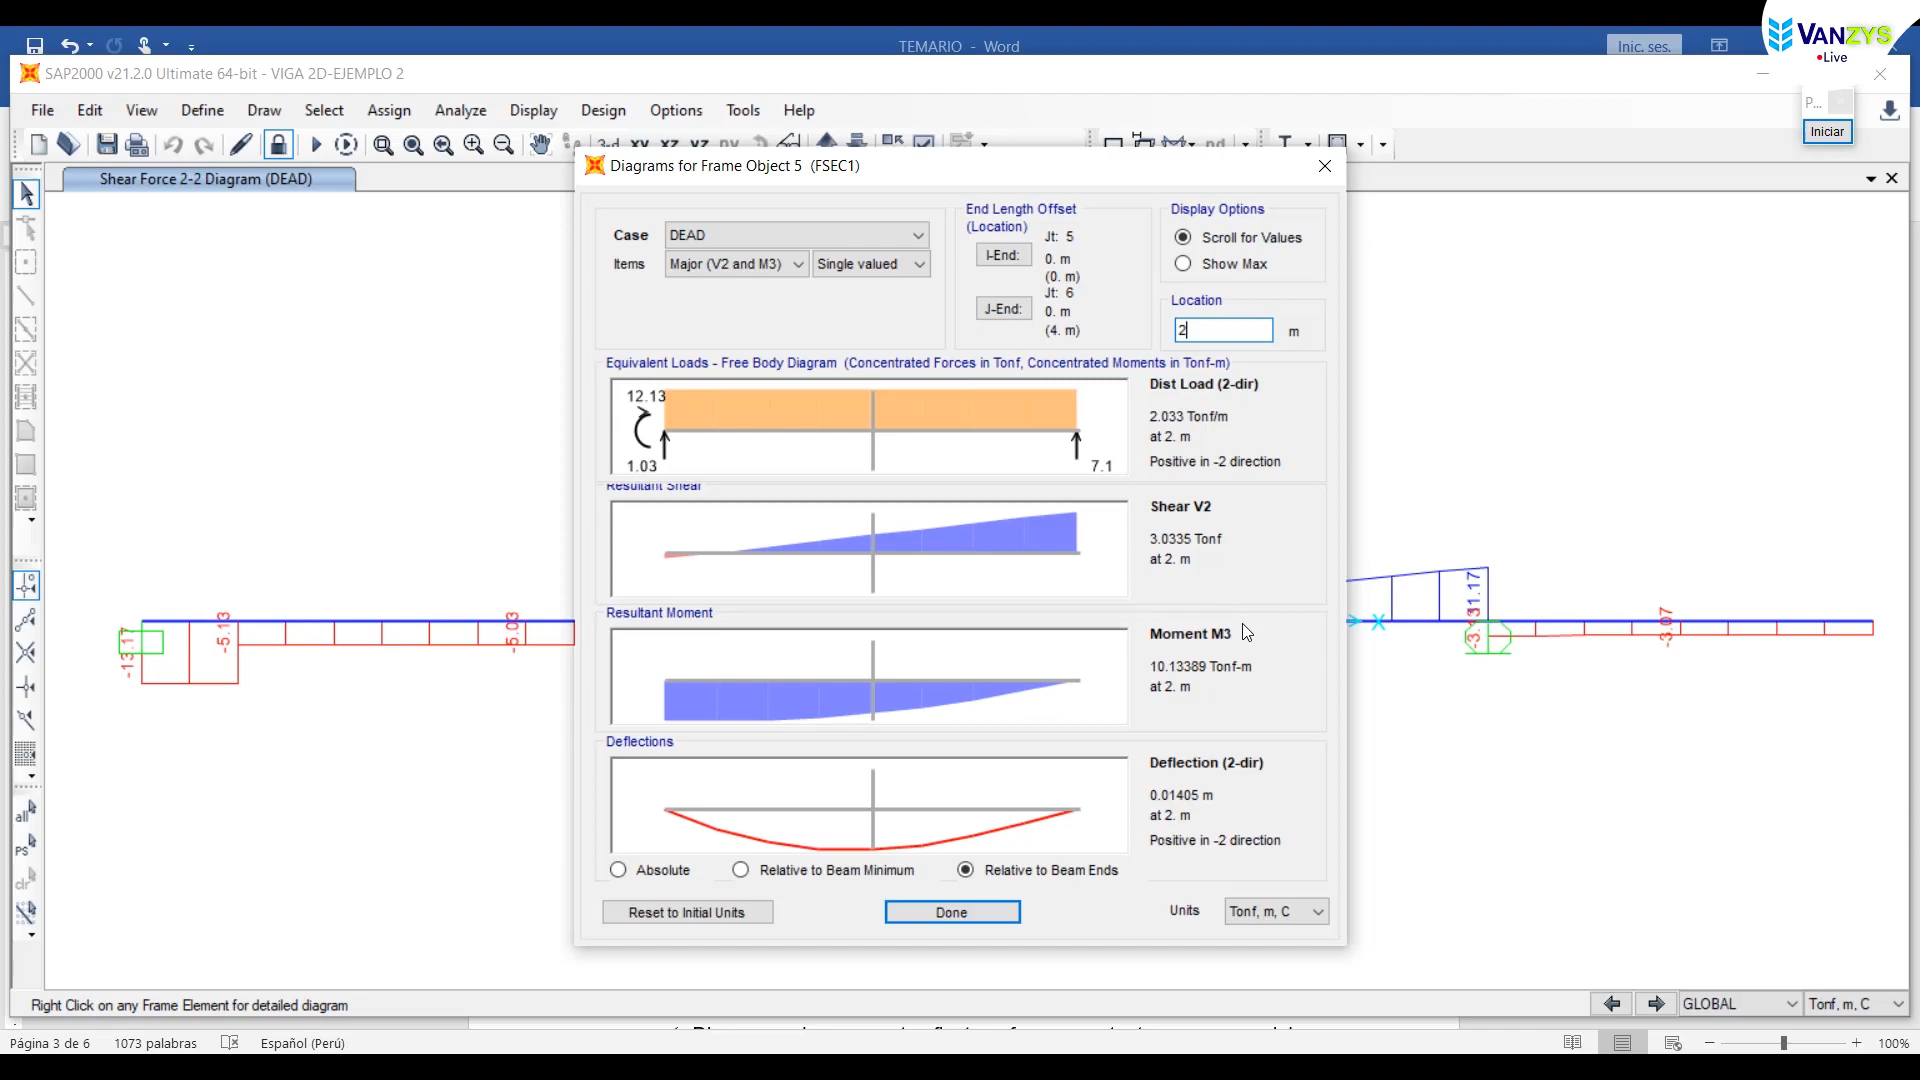 TEMARIO - Word
Inic. ses.
VANZYS
Live
SAP2000 v21.2.0 Ultimate 64-bit - VIGA 2D-EJEMPLO 2
File Edit View Define Draw Select Assign Analyze Display Design Options Tools Help
P...
Iniciar
Shear Force 2-2 Diagram (DEAD)
Diagrams for Frame Object 5 (FSEC1)
Case
DEAD
Items
Major (V2 and M3)
Single valued
End Length Offset
(Location)
I-End:
Jt: 5
0. m
(0. m)
J-End:
Jt: 6
0. m
(4. m)
Display Options
Scroll for Values
Show Max
Location
2
m
Equivalent Loads - Free Body Diagram (Concentrated Forces in Tonf, Concentrated Moments in Tonf-m)
12.13
1.03
7.1
Dist Load (2-dir)
2.033 Tonf/m
at 2. m
Positive in -2 direction
Resultant Shear
Shear V2
3.0335 Tonf
at 2. m
Resultant Moment
Moment M3
10.13389 Tonf-m
at 2. m
Deflections
Deflection (2-dir)
0.01405 m
at 2. m
Positive in -2 direction
Absolute
Relative to Beam Minimum
Relative to Beam Ends
Reset to Initial Units
Done
Units
Tonf, m, C
-13.17
-5.13
-5.03
-3.07
all
PS
clr
Right Click on any Frame Element for detailed diagram
GLOBAL
Tonf, m, C
Página 3 de 6
1073 palabras
Español (Perú)
100%